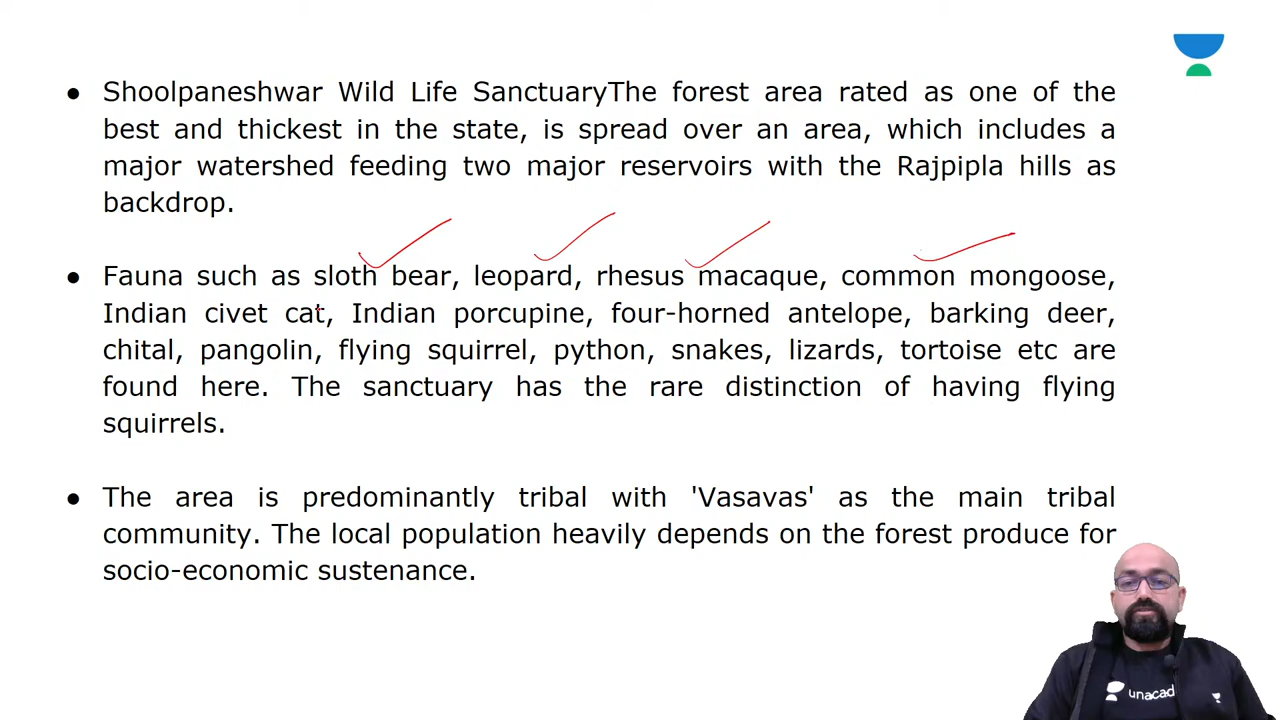 ● Shoolpaneshwar Wild Life SanctuaryThe forest area rated as one of the
best and thickest in the state, is spread over an area, which includes a
major watershed feeding two major reservoirs with the Rajpipla hills as
backdrop.
● Fauna such as sloth bear, leopard, rhesus macaque, common mongoose,
Indian civet cat, Indian porcupine, four-horned antelope, barking deer,
chital, pangolin, flying squirrel, python, snakes, lizards, tortoise etc are
found here. The sanctuary has the rare distinction of having flying
squirrels.
● The area is predominantly tribal with 'Vasavas' as the main tribal
community. The local population heavily depends on the forest produce for
socio-economic sustenance.
unacad